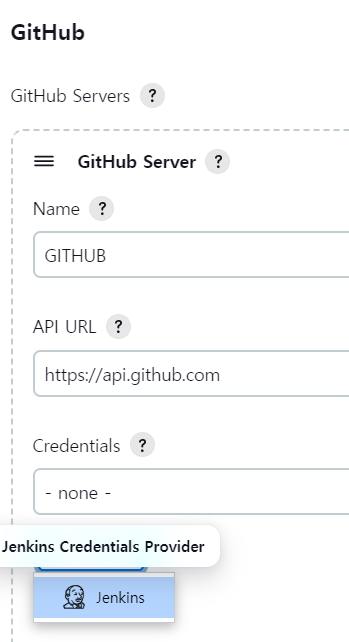 GitHub
GitHub Servers ?
GitHub Server ?
Name ?
GITHUB
API URL ?
https://api.github.com
Credentials ?
- none -
Jenkins Credentials Provider
Jenkins